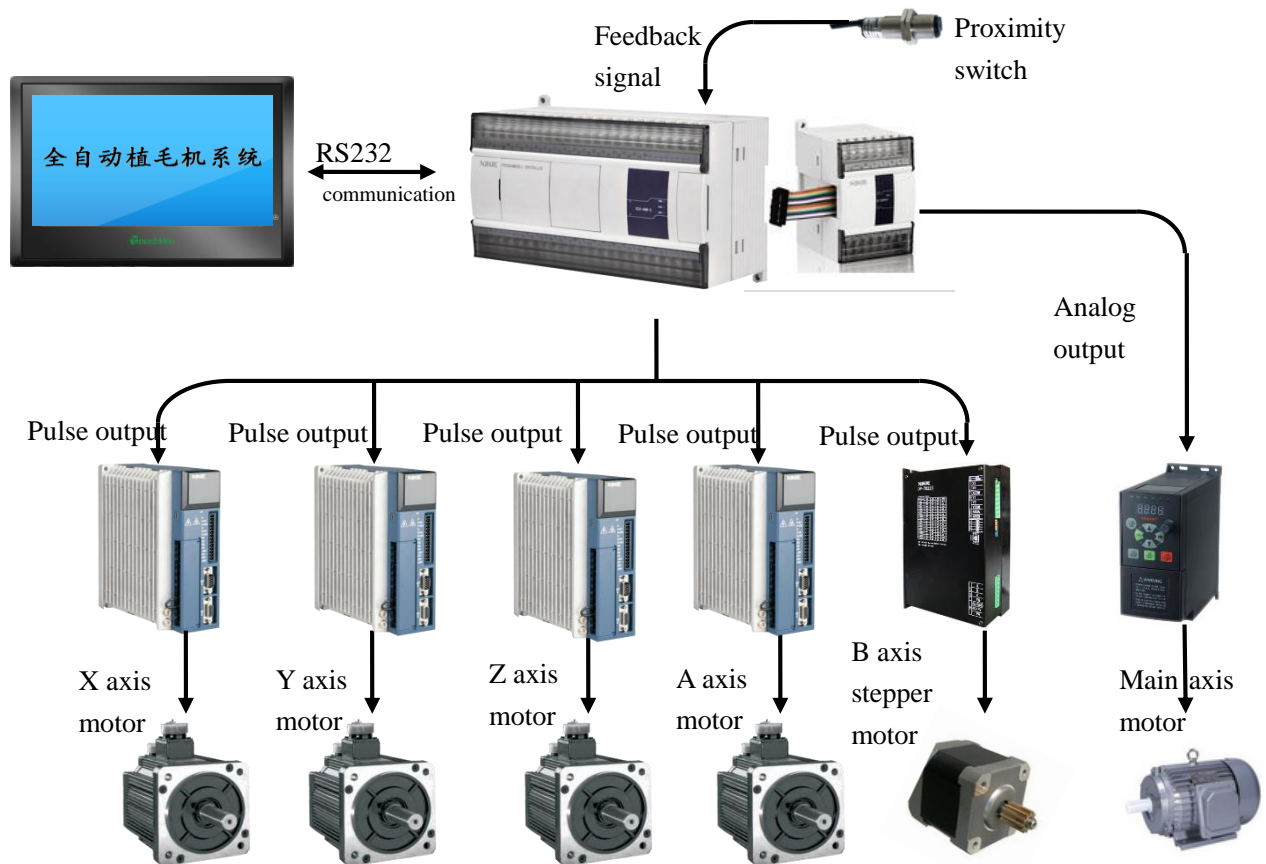 Feedback
signal
Proximity
switch
全自动植毛机系统
RS232
communication
XINJE
XINJE
Analog
output
Pulse output
Pulse output
Pulse output
Pulse output
Pulse output
X axis
motor
Y axis
motor
Z axis
motor
A axis
motor
B axis
stepper
motor
Main axis
motor